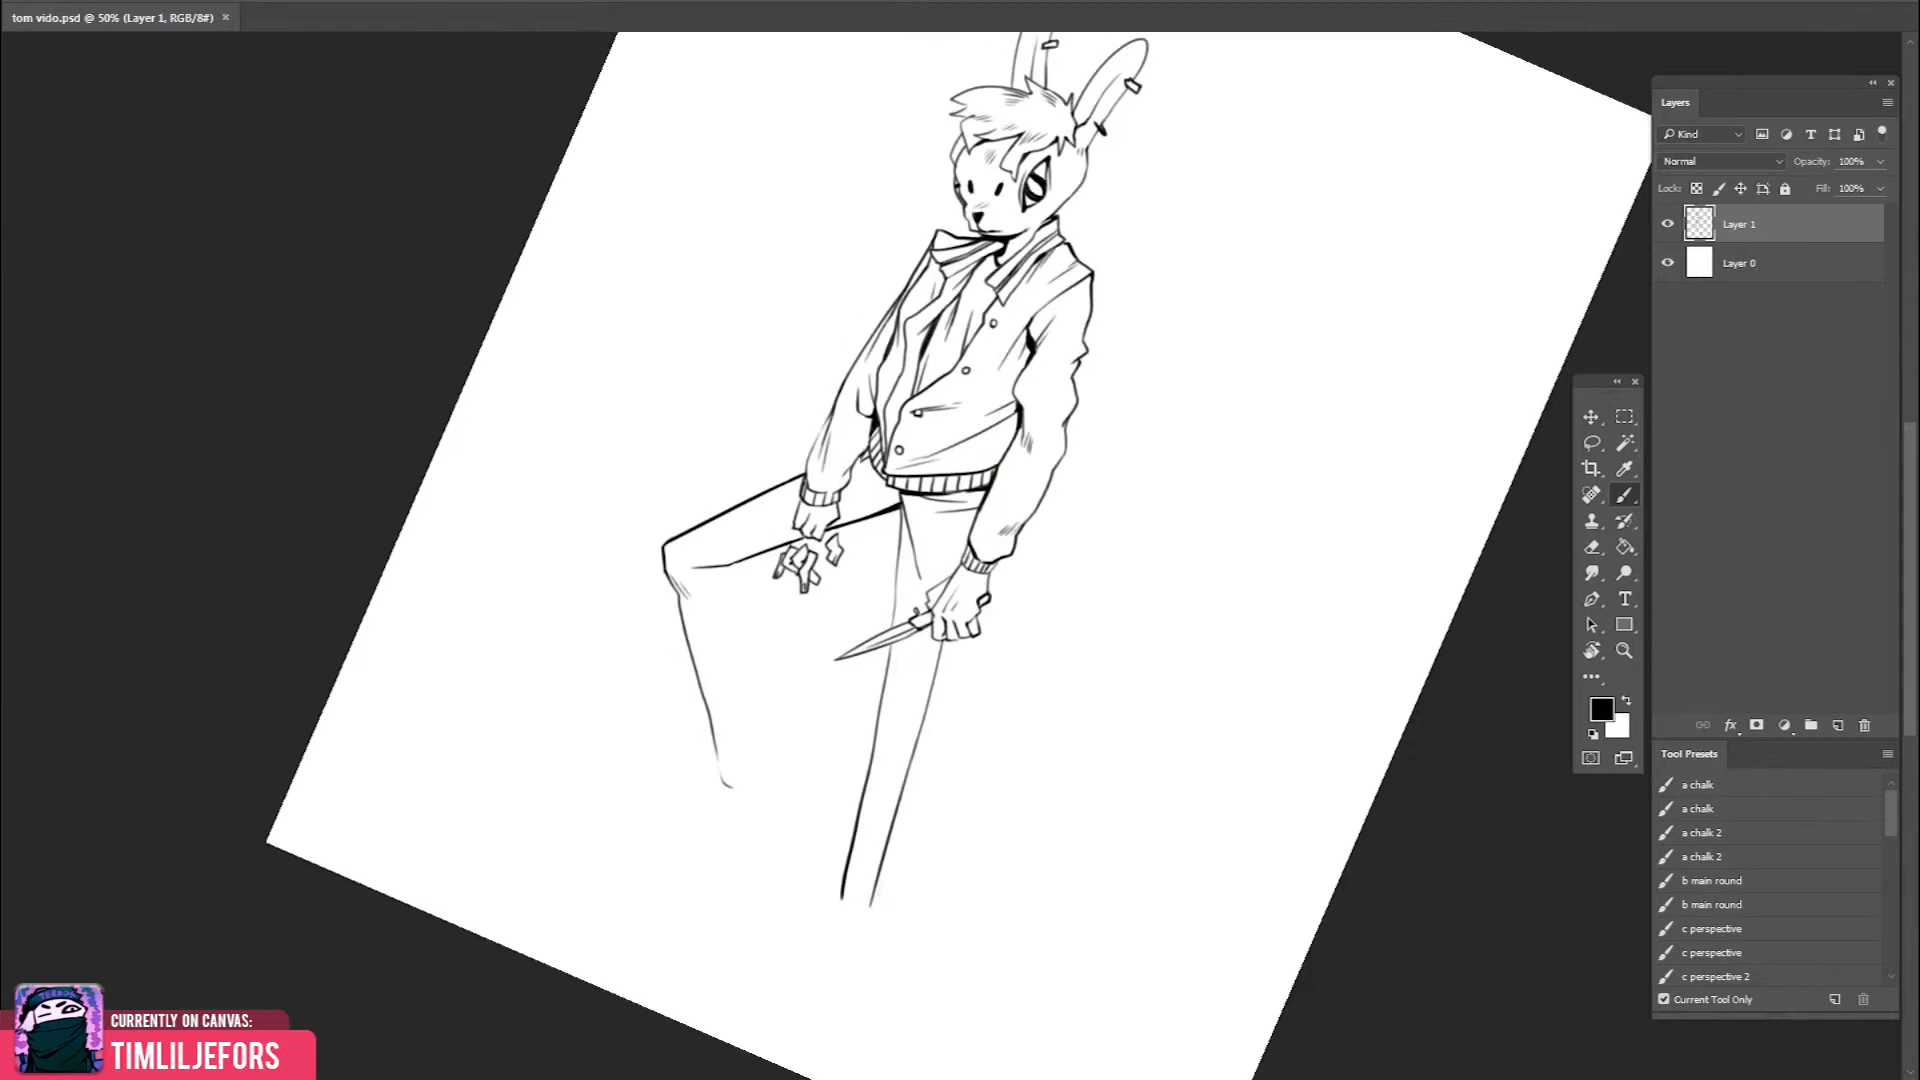 tom vido.psd @ 50% (Layer 1, RGB/8#) ×
Layers
Kind
Normal Opacity: 100%
Lock: Fill: 100%
Layer 1
Layer 0
fx
Tool Presets
a chalk
a chalk
a chalk 2
a chalk 2
b main round
b main round
c perspective
c perspective
c perspective 2
Current Tool Only
CURRENTLY ON CANVAS:
TIMLILJEFORS